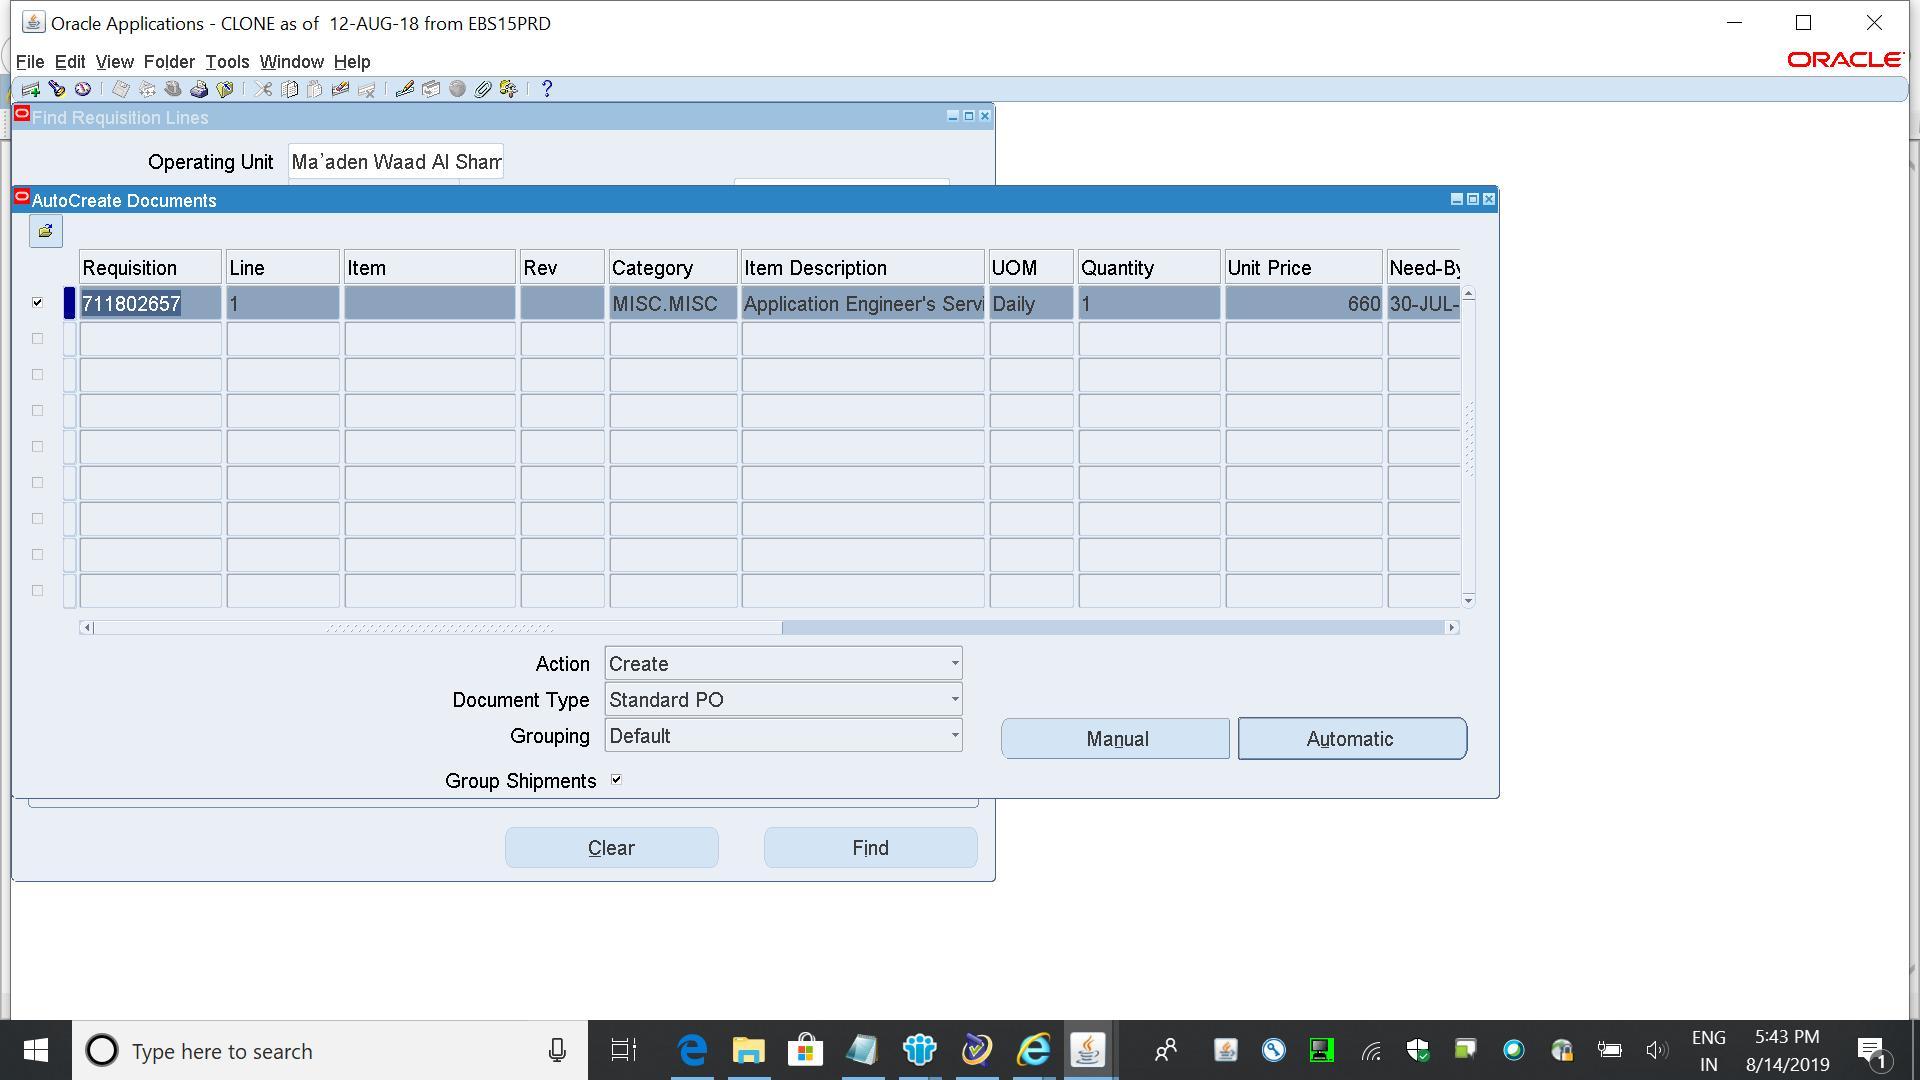 Oracle Applications - CLONE as of  12-AUG-18 from EBS15PRD
File Edit View Folder Tools Window Help
ORACLE
Find Requisition Lines
Operating Unit Ma'aden Waad Al Sham
AutoCreate Documents
Requisition Line Item Rev Category Item Description UOM Quantity Unit Price Need-By
711802657 1 MISC.MISC Application Engineer's Servi Daily 1 660 30-JUL-
Action Create
Document Type Standard PO
Grouping Default
Manual Automatic
Group Shipments
Clear Find
Type here to search
ENG
IN
5:43 PM
8/14/2019
1